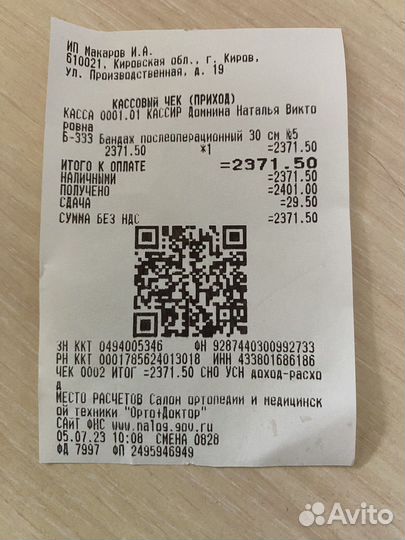 ИП Макаров И.А.
610021, Кировская обл., г. Киров,
ул. Производственная, д. 19
КАССОВЫЙ ЧЕК (ПРИХОД)
КАССА 0001.01 КАССИР Домнина Наталья Викто
ровна
Б-333 Бандаж послеоперационный 30 см №5
2371.50 *1 =2371.50
ИТОГО К ОПЛАТЕ =2371.50
НАЛИЧНЫМИ =2371.50
ПОЛУЧЕНО =2401.00
СДАЧА =29.50
СУММА БЕЗ НДС =2371.50
ЗН ККТ 0494005346 ФН 9287440300992733
РН ККТ 0001785624013018 ИНН 433801686186
ЧЕК 0002 ИТОГ =2371.50 СНО УСН доход-расхо
д
МЕСТО РАСЧЕТОВ Салон ортопедии и медицинск
ой техники "Орто+Доктор"
САЙТ ФНС www.nalog.gov.ru
05.07.23 10:08 СМЕНА 0828
ФД 7997 ФП 2495946949
Avito